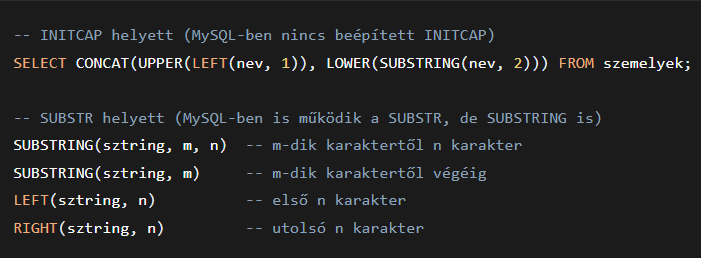 -- INITCAP helyett (MySQL-ben nincs beépített INITCAP)
SELECT CONCAT(UPPER(LEFT(nev, 1)), LOWER(SUBSTRING(nev, 2))) FROM szemelyek;
-- SUBSTR helyett (MySQL-ben is működik a SUBSTR, de SUBSTRING is)
SUBSTRING(sztring, m, n)  -- m-dik karaktertől n karakter
SUBSTRING(sztring, m)     -- m-dik karaktertől végéig
LEFT(sztring, n)          -- első n karakter
RIGHT(sztring, n)         -- utolsó n karakter